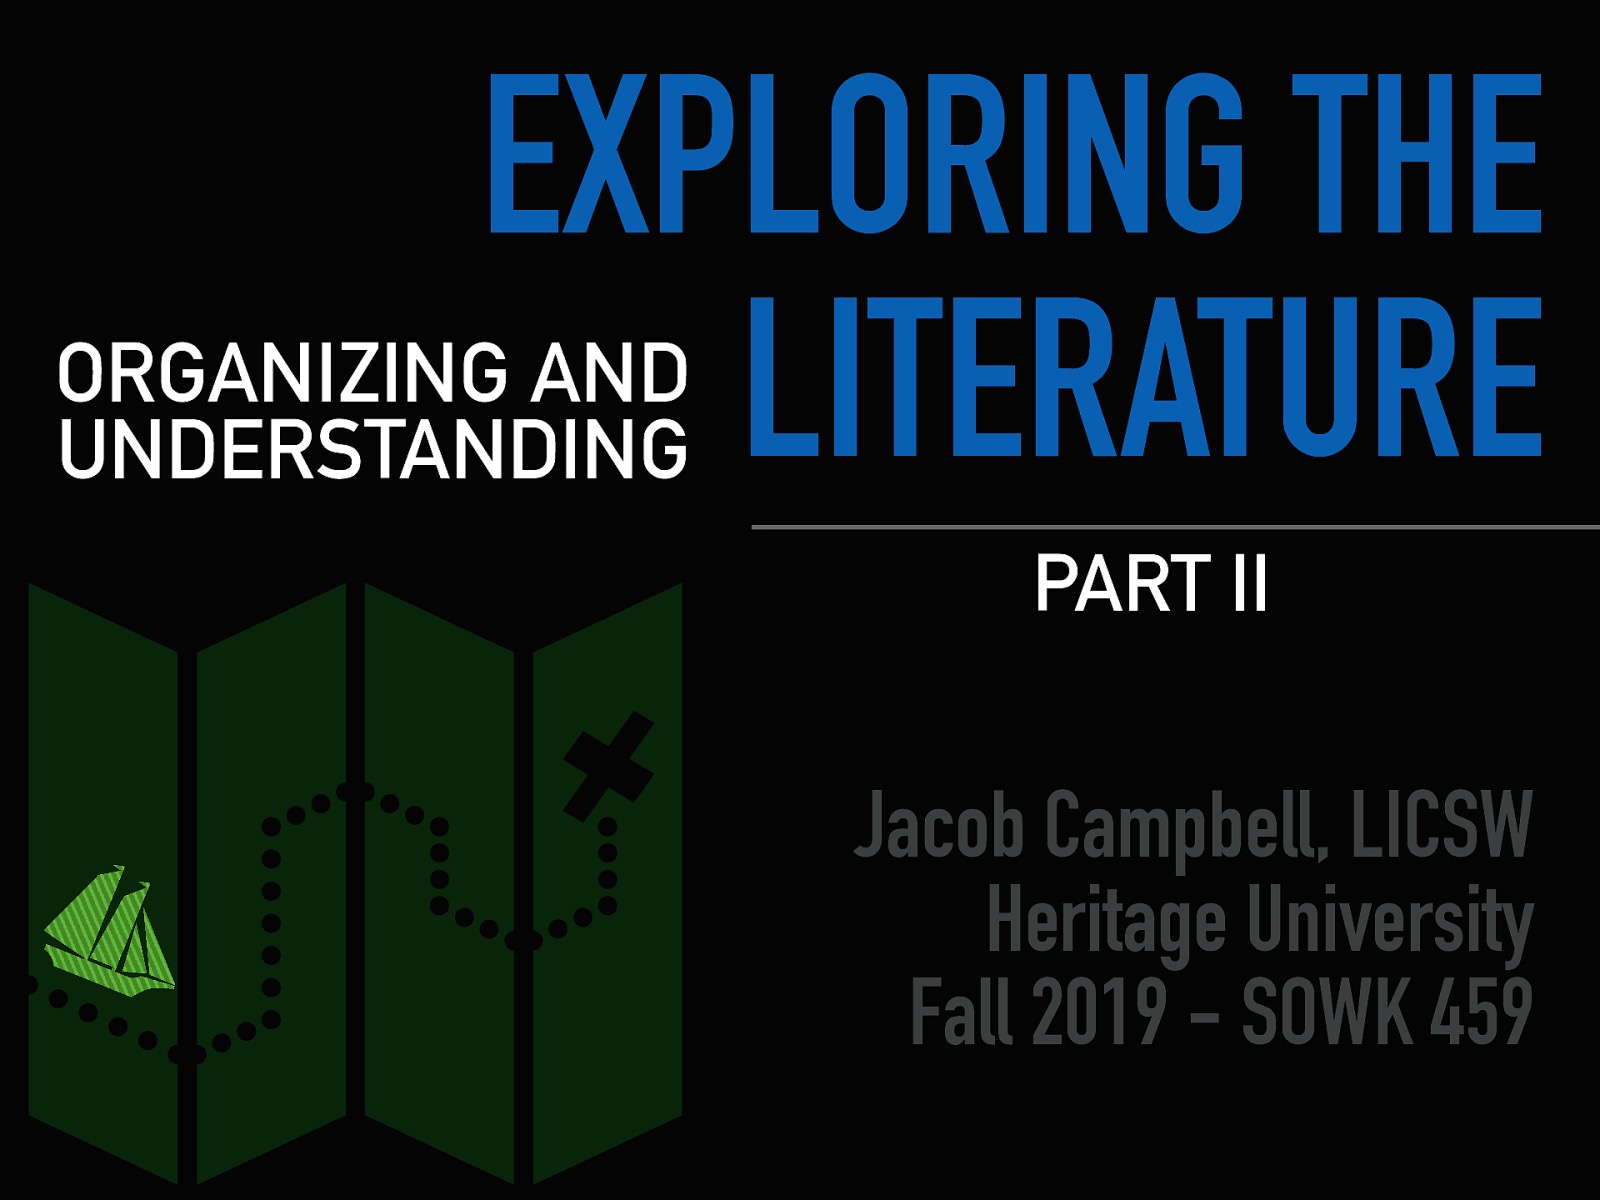 EXPLORING THE
LITERATURE
ORGANIZING AND
UNDERSTANDING
PART II
Jacob Campbell, LICSW
Heritage University
Fall 2019 - SOWK 459